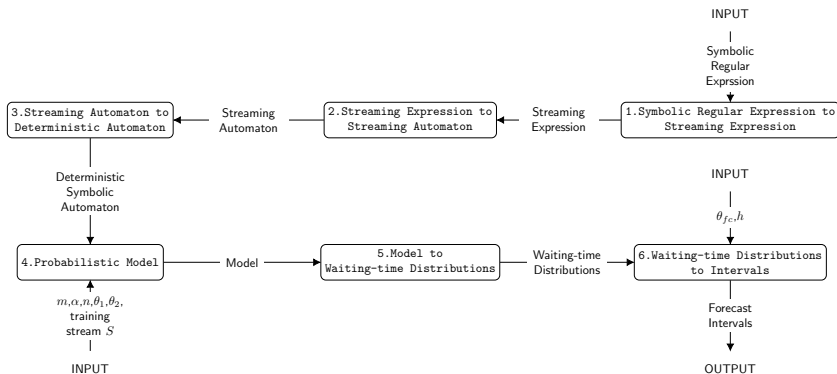 INPUT
Symbolic
Regular
Exprssion
1.Symbolic Regular Expression to
Streaming Expression
Streaming
Expression
2.Streaming Expression to
Streaming Automaton
Streaming
Automaton
3.Streaming Automaton to
Deterministic Automaton
Deterministic
Symbolic
Automaton
4.Probabilistic Model
m,α,n,θ₁,θ₂,
training
stream S
INPUT
Model
5.Model to
Waiting-time Distributions
Waiting-time
Distributions
INPUT
θ_{fc},h
6.Waiting-time Distributions
to Intervals
Forecast
Intervals
OUTPUT